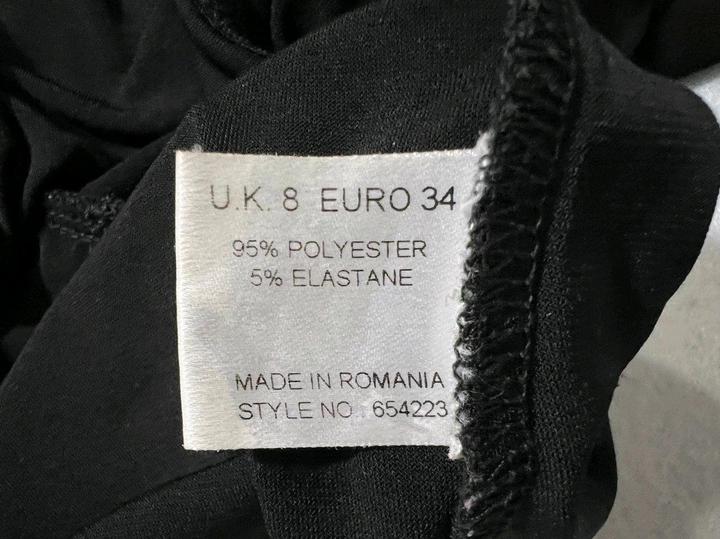 U.K. 8 EURO 34
95% POLYESTER
5% ELASTANE
MADE IN ROMANIA
STYLE NO. 654223